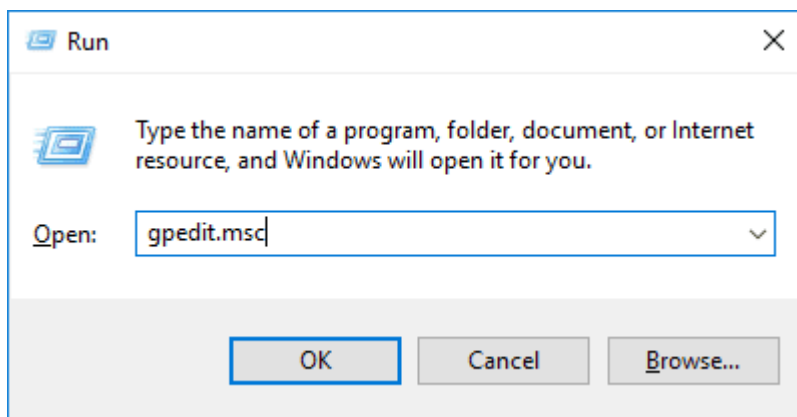 Run
Type the name of a program, folder, document, or Internet
resource, and Windows will open it for you.
Open: gpedit.msc
OK Cancel Browse...